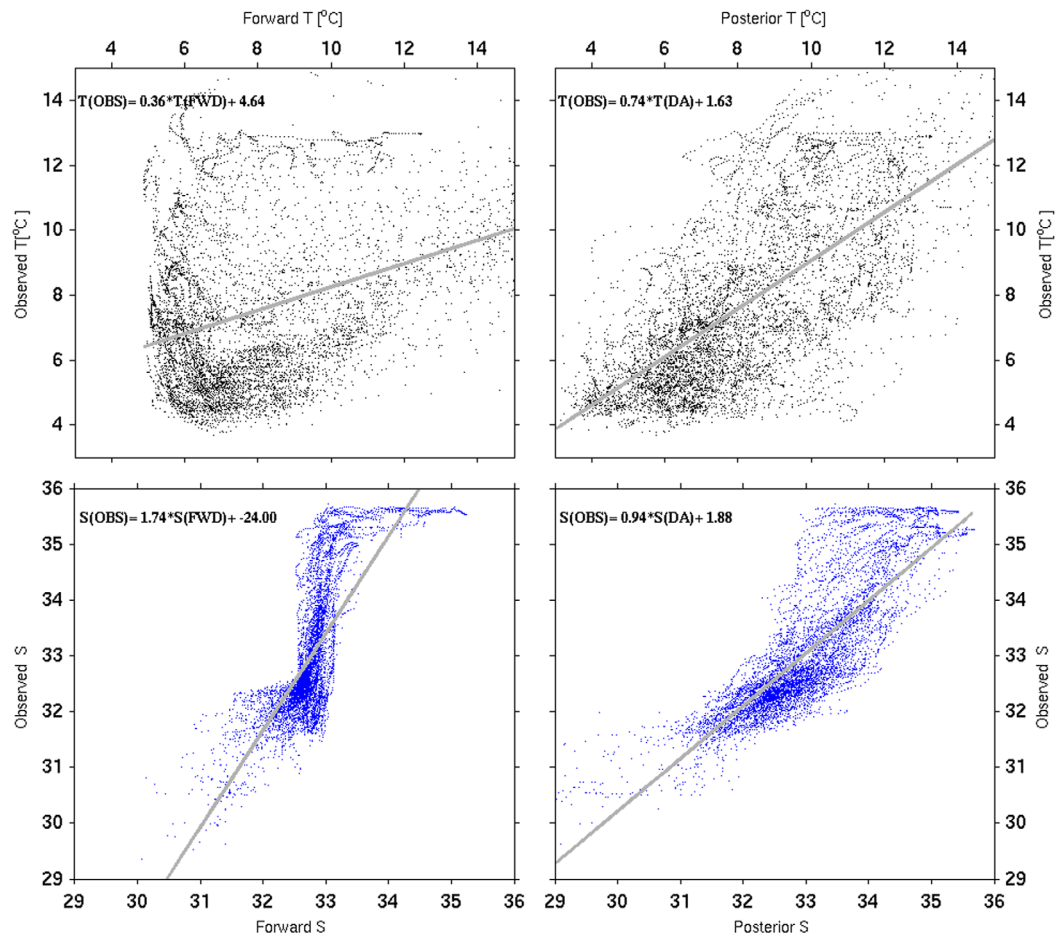 Forward T [°C]
Posterior T [°C]
4 6 8 10 12 14
4 6 8 10 12 14
T(OBS)= 0.36*T(FWD)+ 4.64
T(OBS)= 0.74*T(DA)+ 1.63
14
12
10
8
6
4
Observed T[°C]
14
12
10
8
6
4
Observed T[°C]
S(OBS)= 1.74*S(FWD)+ -24.00
S(OBS)= 0.94*S(DA)+ 1.88
36
35
34
33
32
31
30
29
Observed S
36
35
34
33
32
31
30
29
Observed S
29 30 31 32 33 34 35 36
29 30 31 32 33 34 35 36
Forward S
Posterior S